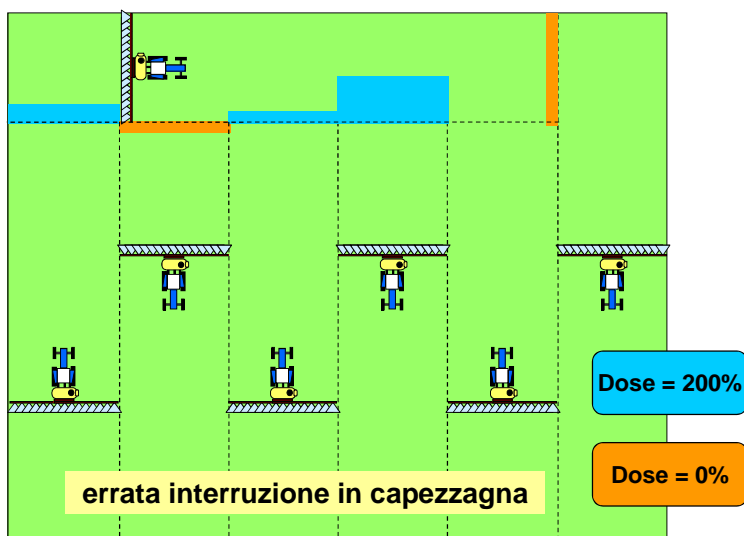 Dose = 200%
Dose = 0%
errata interruzione in capezzagna